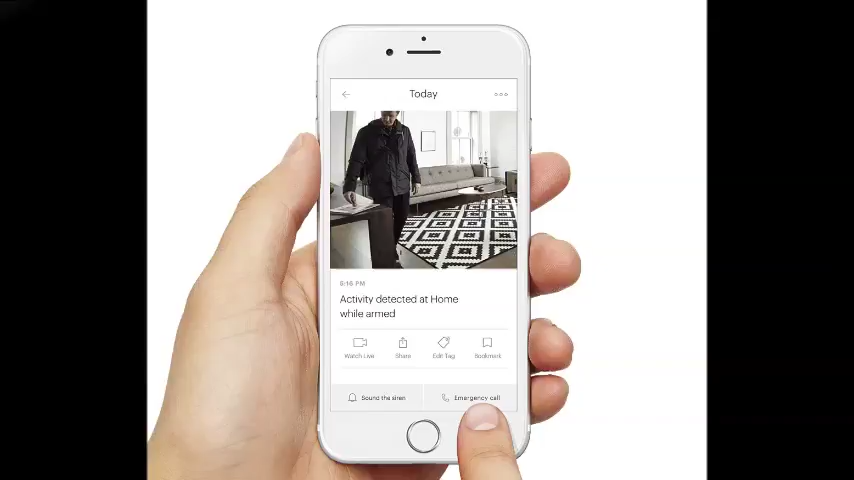 Today
8:16 PM
Activity detected at Home
while armed
Watch Live
Share
Edit Tag
Bookmark
Sound the siren
Emergency call